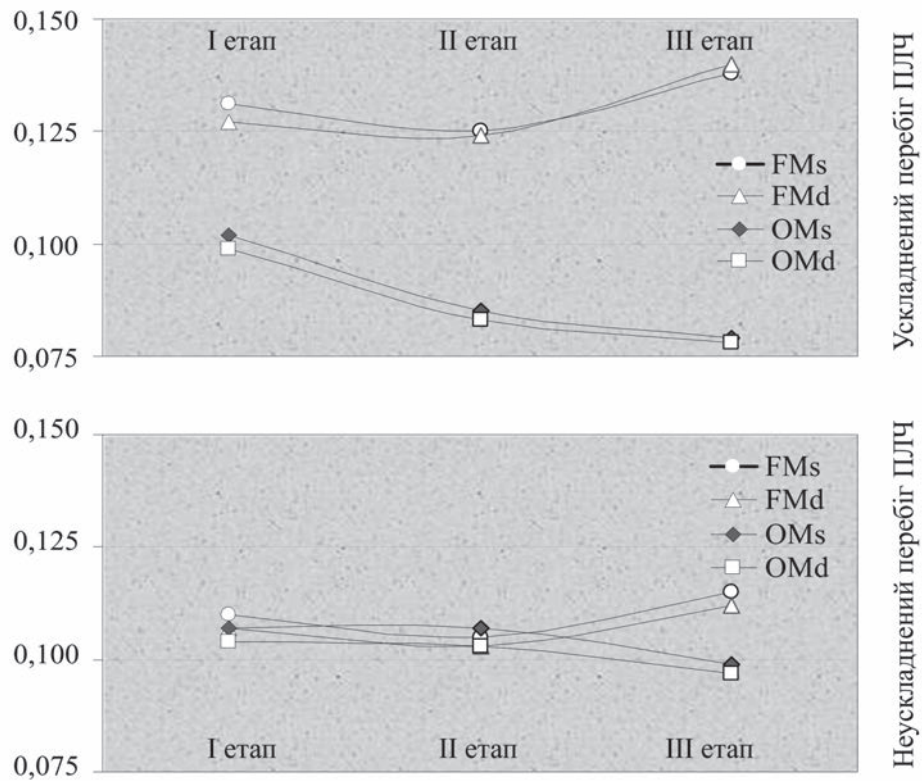 0,150
I етап II етап III етап
0,125
FMs
FMd
0,100
OMs
OMd
0,075
Ускладнений перебіг ПЛЧ
0,150
FMs
FMd
0,125
OMs
OMd
0,100
I етап II етап III етап
0,075
Неускладнений перебіг ПЛЧ